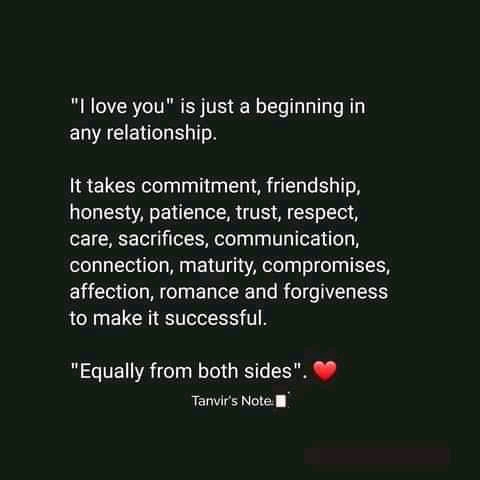 "I love you" is just a beginning in
any relationship.
It takes commitment, friendship,
honesty, patience, trust, respect,
care, sacrifices, communication,
connection, maturity, compromises,
affection, romance and forgiveness
to make it successful.
"Equally from both sides". ❤️
Tanvir's Note.